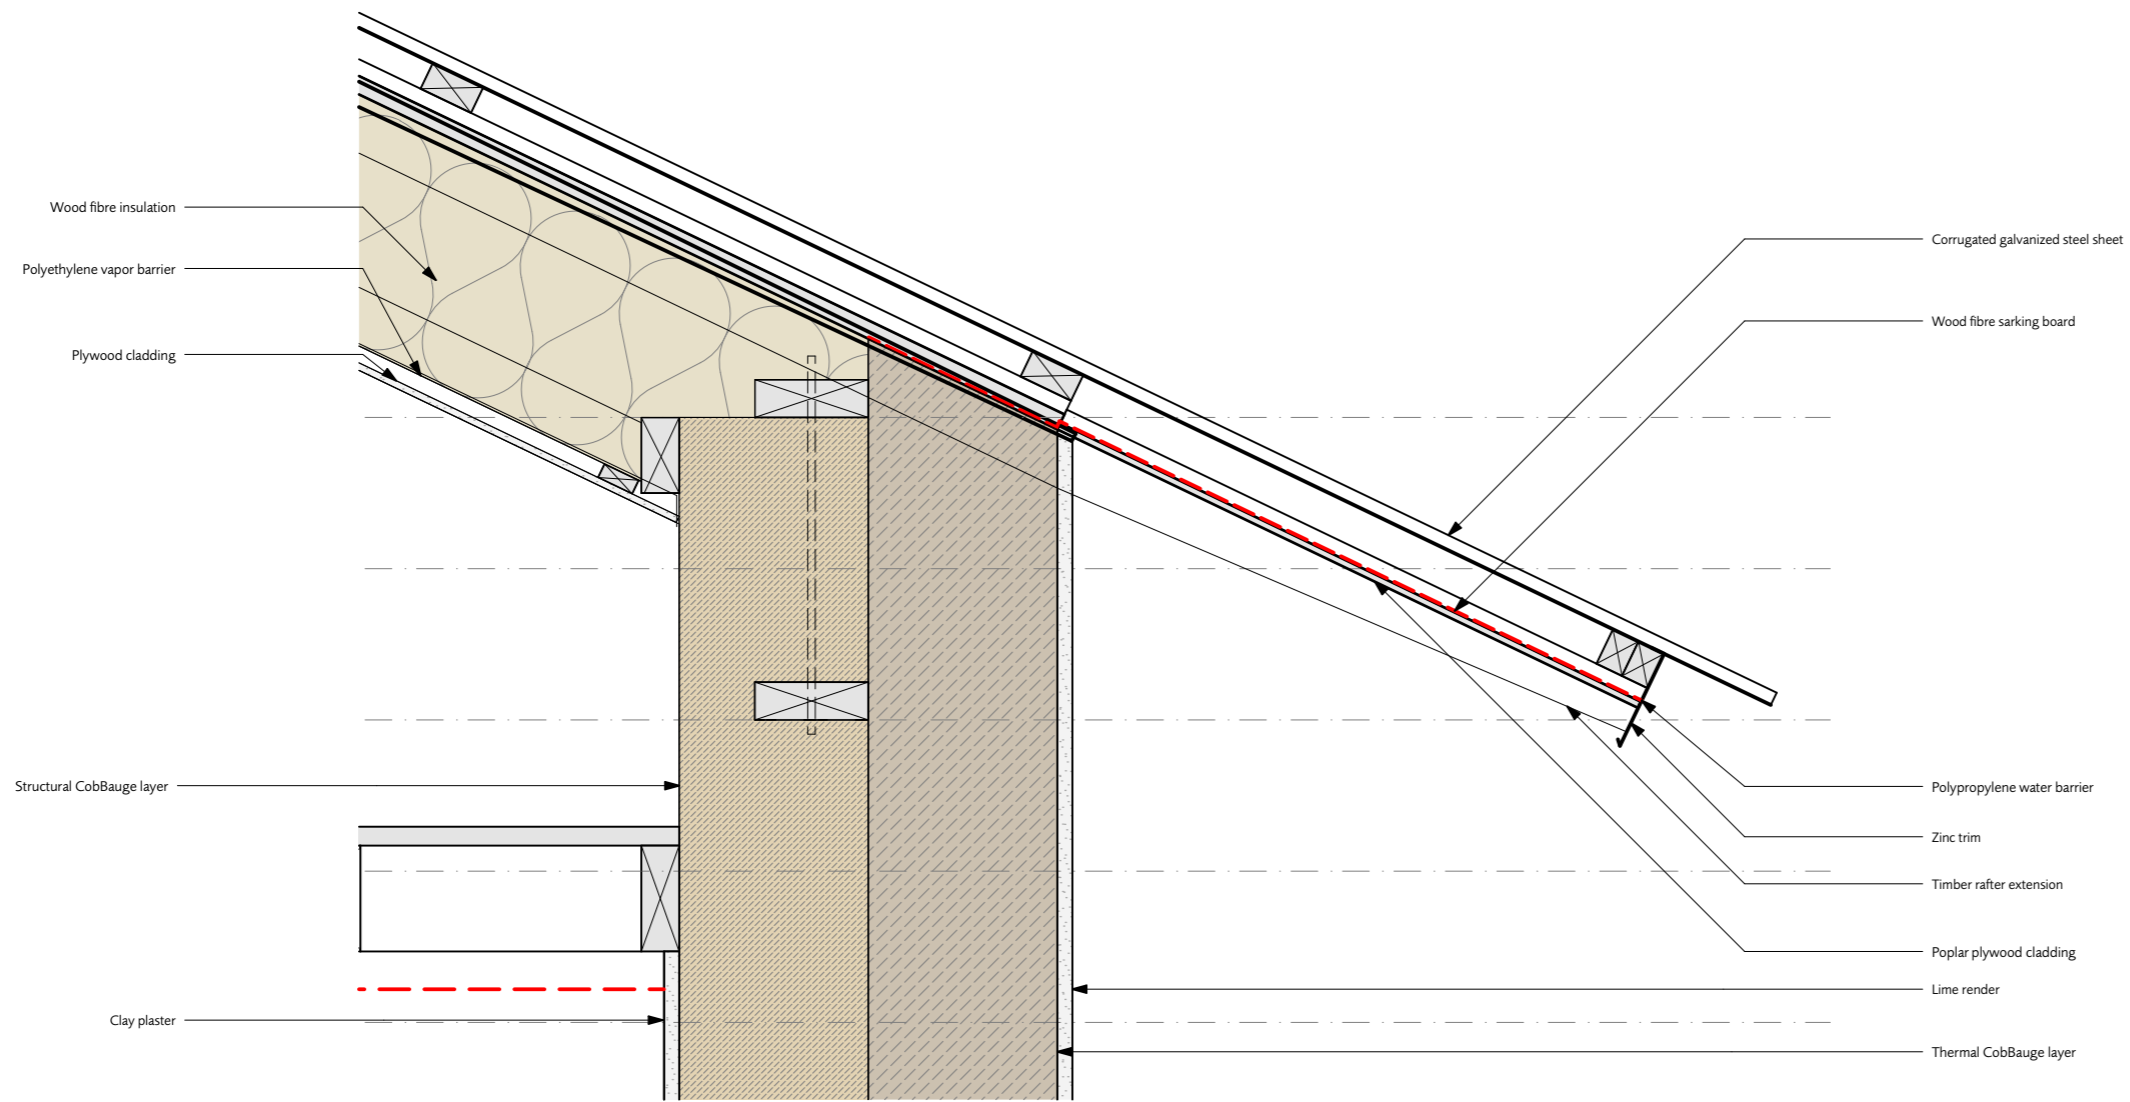 Wood fibre insulation
Polyethylene vapor barrier
Plywood cladding
Structural CobBauge layer
Clay plaster
Corrugated galvanized steel sheet
Wood fibre sarking board
Polypropylene water barrier
Zinc trim
Timber rafter extension
Poplar plywood cladding
Lime render
Thermal CobBauge layer